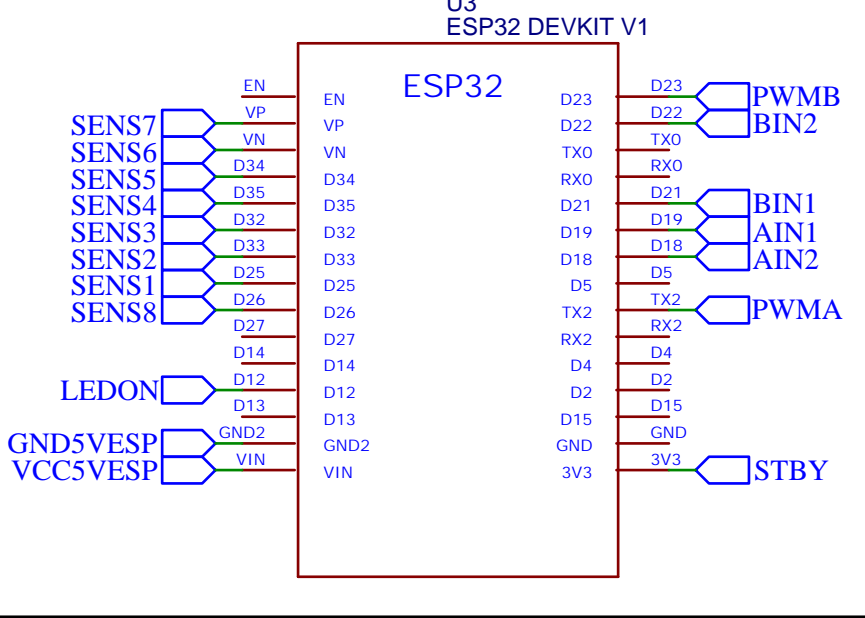 U3
ESP32 DEVKIT V1
ESP32
EN EN D23 D23 PWMB
SENS7 VP VP D22 D22 BIN2
SENS6 VN VN TX0 TX0
SENS5 D34 D34 RX0 RX0
SENS4 D35 D35 D21 D21 BIN1
SENS3 D32 D32 D19 D19 AIN1
SENS2 D33 D33 D18 D18 AIN2
SENS1 D25 D25 D5 D5
SENS8 D26 D26 TX2 TX2 PWMA
D27 D27 RX2 RX2
D14 D14 D4 D4
LEDON D12 D12 D2 D2
D13 D13 D15 D15
GND5VESP GND2 GND2 GND GND
VCC5VESP VIN VIN 3V3 3V3 STBY